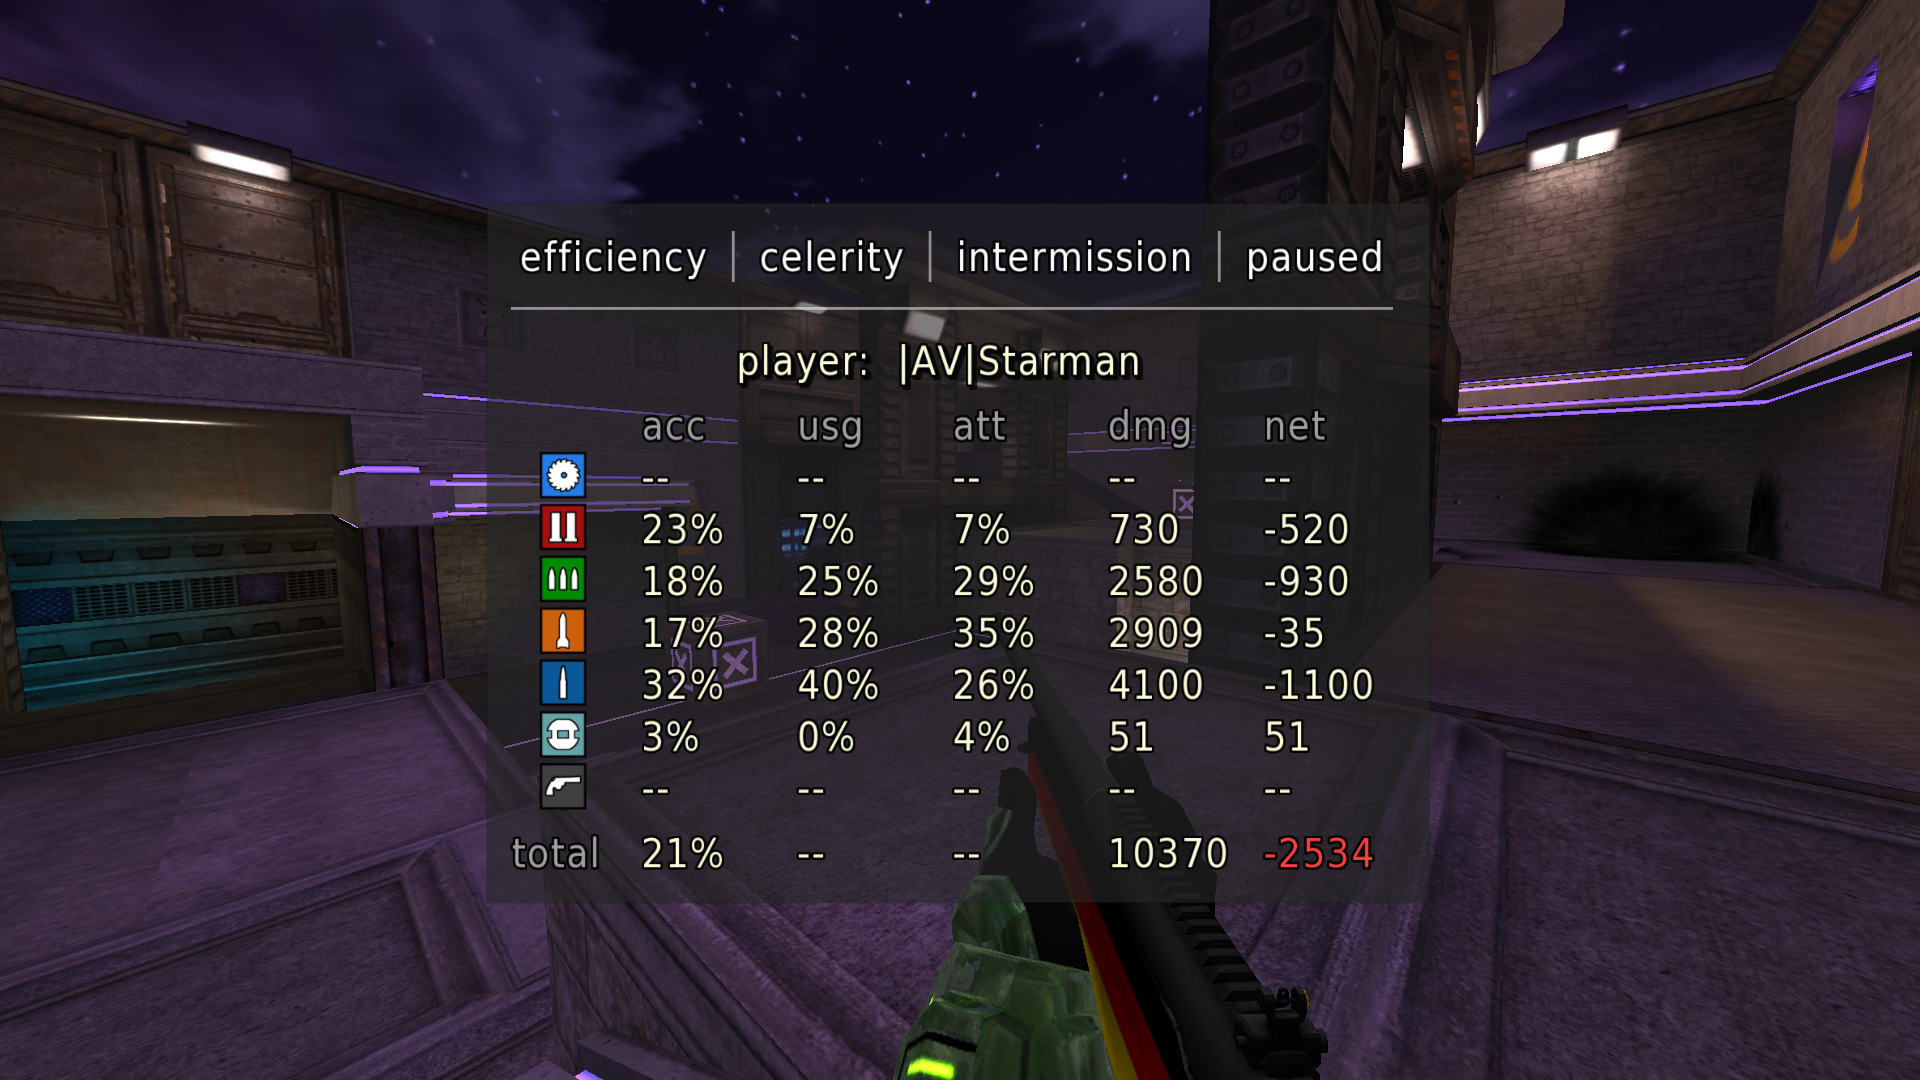 efficiency | celerity | intermission | paused
player: |AV|Starman
acc usg att dmg net
-- -- -- -- --
23% 7% 7% 730 -520
18% 25% 29% 2580 -930
17% 28% 35% 2909 -35
32% 40% 26% 4100 -1100
3% 0% 4% 51 51
-- -- -- -- --
total 21% -- -- 10370 -2534